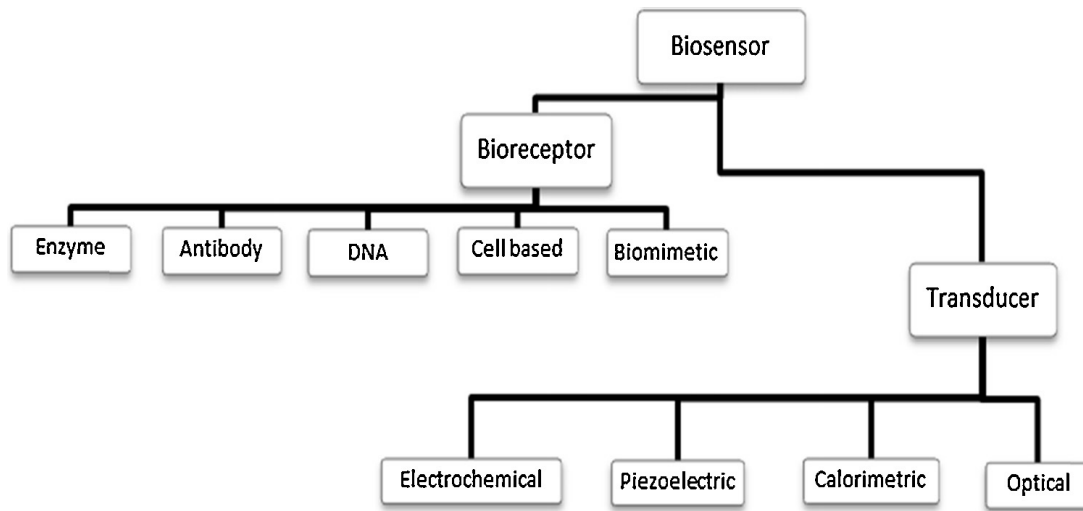 Biosensor
Bioreceptor
Enzyme
Antibody
DNA
Cell based
Biomimetic
Transducer
Electrochemical
Piezoelectric
Calorimetric
Optical